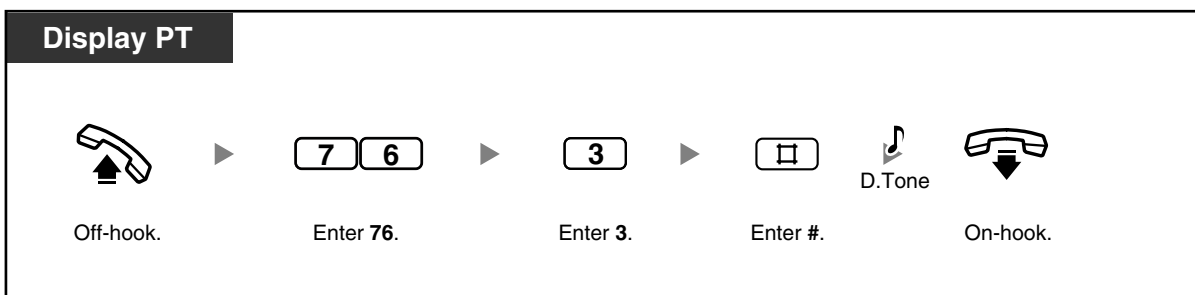 Display PT
7 6 3 #
D.Tone
Off-hook. Enter 76. Enter 3. Enter #. On-hook.